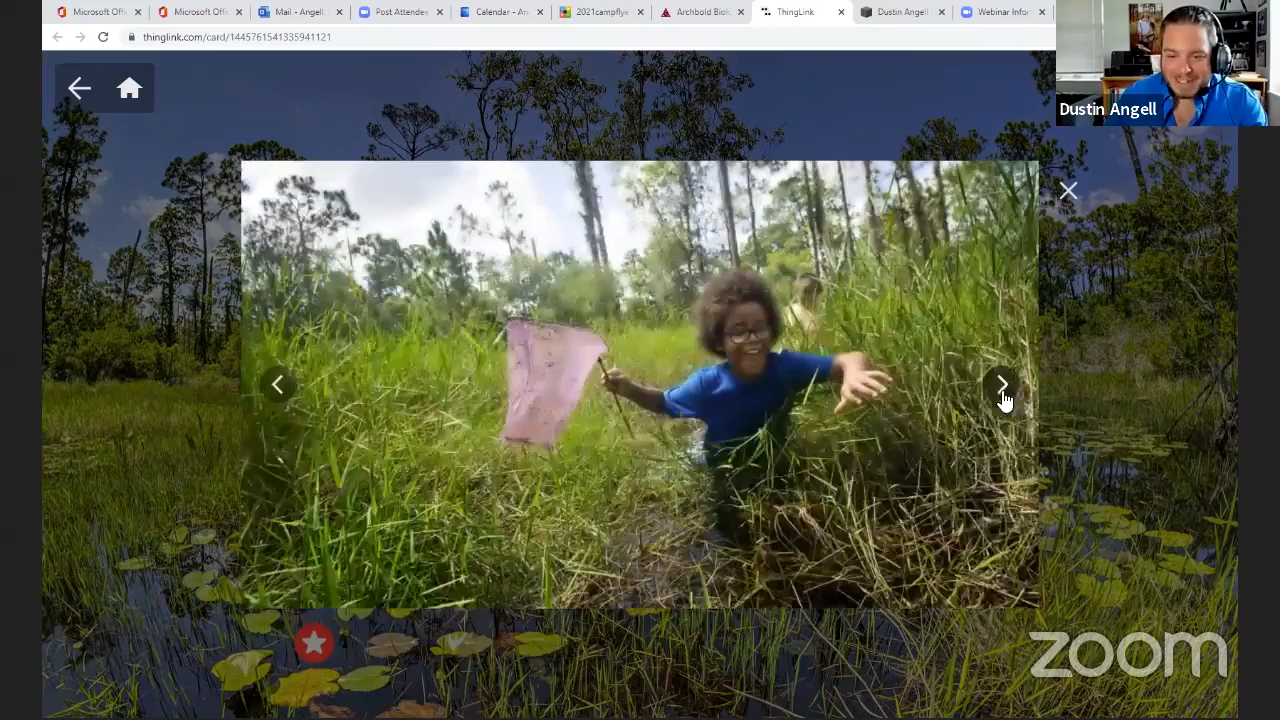 Microsoft Offi
Microsoft Offi
Mail - Angell,
Post Attendee
Calendar - An
2021campflye
Archbold Biol
ThingLink
Dustin Angell
Webinar Infor
thinglink.com/card/1445761541335941121
Dustin Angell
zoom